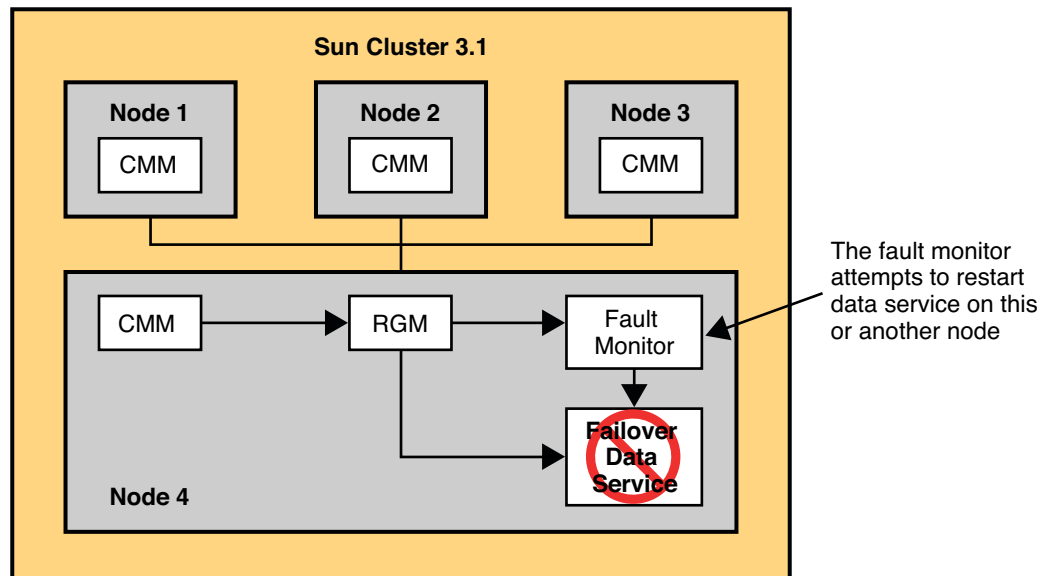 Sun Cluster 3.1
Node 1
Node 2
Node 3
CMM
CMM
CMM
The fault monitor
attempts to restart
data service on this
or another node
CMM
RGM
Fault
Monitor
Failover
Data
Service
Node 4